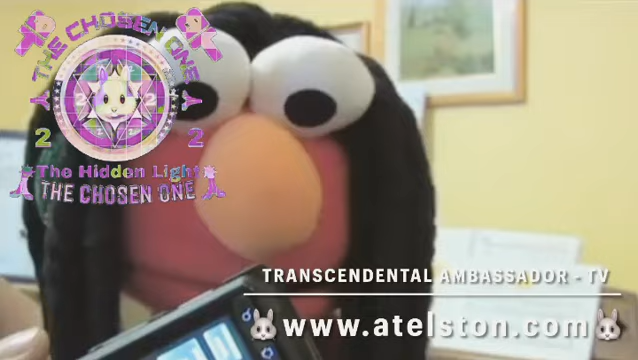 THE CHOSEN ONE
2 2
2 2
The Hidden Light
THE CHOSEN ONE
TRANSCENDENTAL AMBASSADOR - TV
www.atelston.com